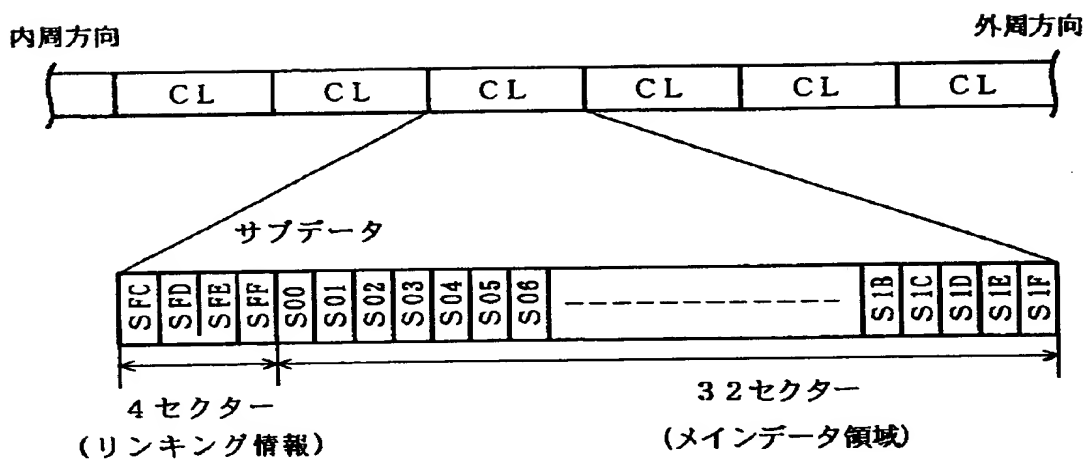 内周方向
外周方向
CL CL CL CL CL CL
サブデータ
SFC SFD SFE SFF S00 S01 S02 S03 S04 S05 S06 S1B S1C S1D S1E S1F
4セクター
(リンキング情報)
32セクター
(メインデータ領域)